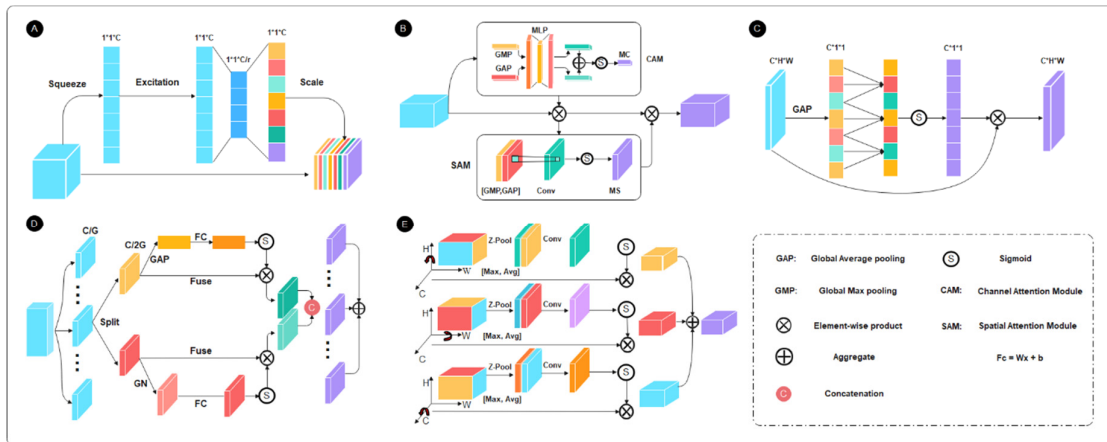 A
1*1*C
1*1*C
1*1*C
1*1*C/r
Squeeze
Excitation
Scale
B
MLP
GMP
GAP
S
MC
CAM
SAM
[GMP,GAP]
Conv
S
MS
C
C*H*W
C*1*1
C*1*1
C*H*W
GAP
S
D
C/G
C/2G
FC
GAP
S
Fuse
Split
C
Fuse
GN
FC
S
E
H
Z-Pool
Conv
S
W
[Max, Avg]
C
H
Z-Pool
Conv
S
W
[Max, Avg]
C
H
Z-Pool
Conv
S
W
[Max, Avg]
C
GAP: Global Average pooling
S Sigmoid
GMP: Global Max pooling
CAM: Channel Attention Module
Element-wise product
SAM: Spatial Attention Module
Aggregate
Fc = Wx + b
C Concatenation